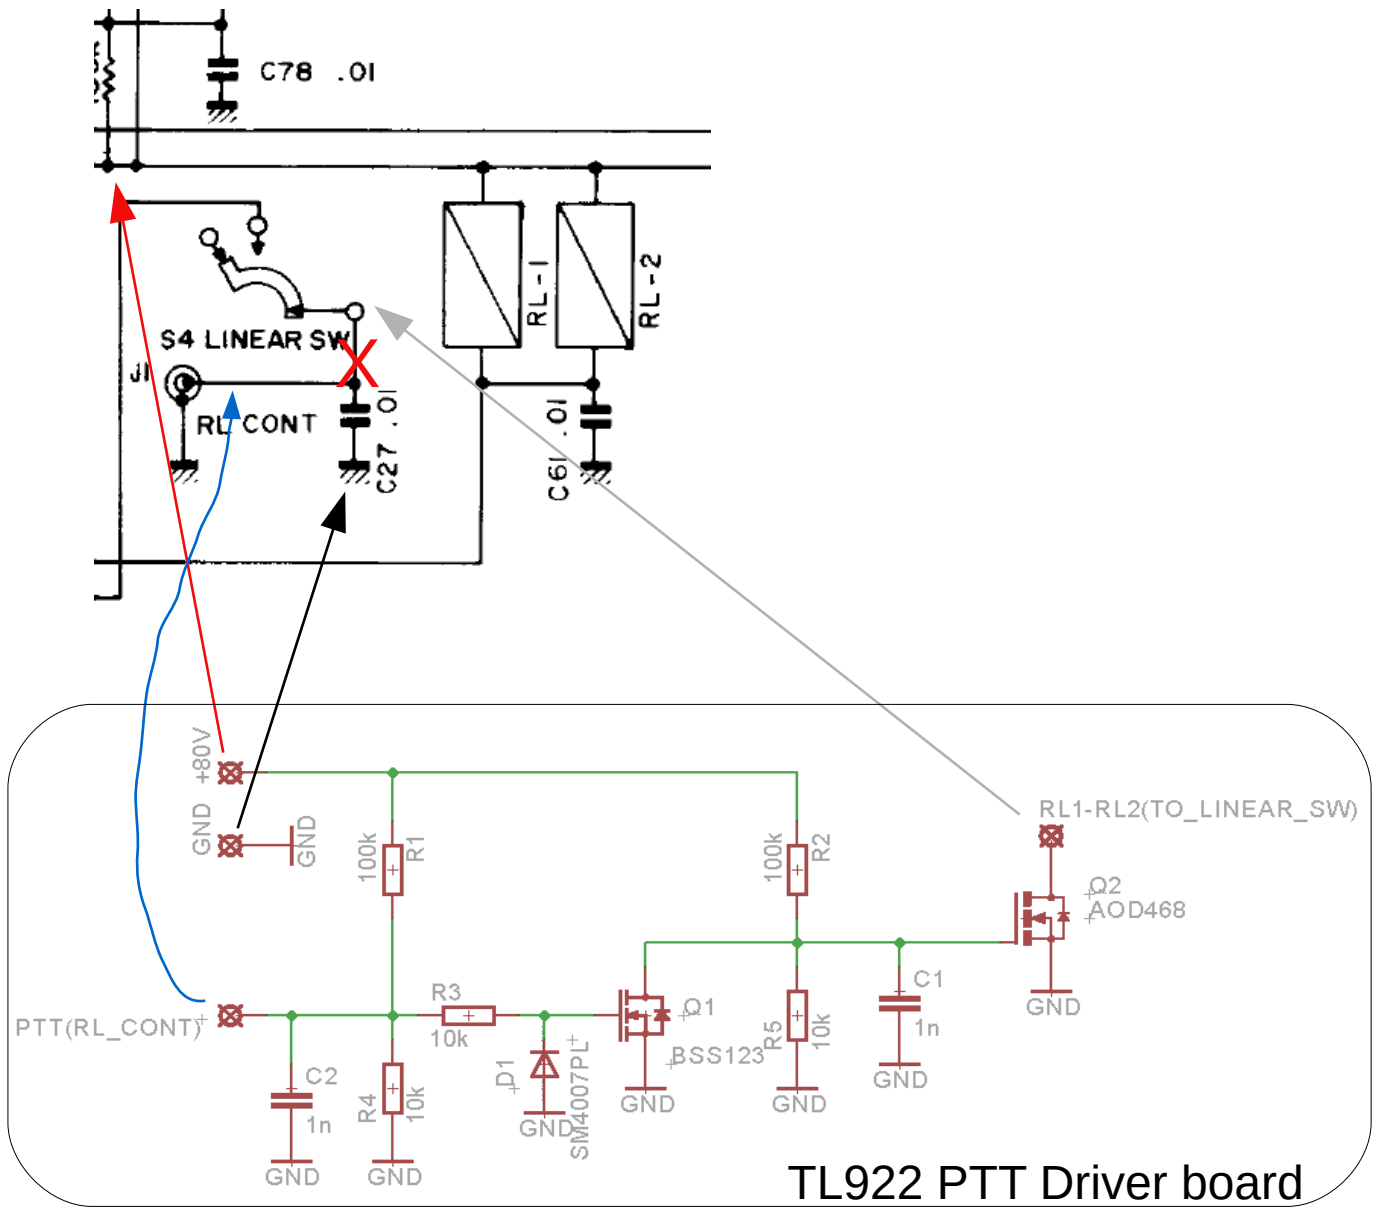 C78 .01
RL-1
RL-2
S4 LINEAR SW
X
J1
RL CONT
C27 .01
C61 .01
+80V
GND
GND
100k
R1
100k
R2
RL1-RL2(TO_LINEAR_SW)
Q2
AOD468
GND
PTT(RL_CONT)
R3
10k
Q1
BSS123
GND
D1
SM4007PL
GND
R5
10k
GND
C1
1n
GND
C2
1n
GND
R4
10k
GND
TL922 PTT Driver board